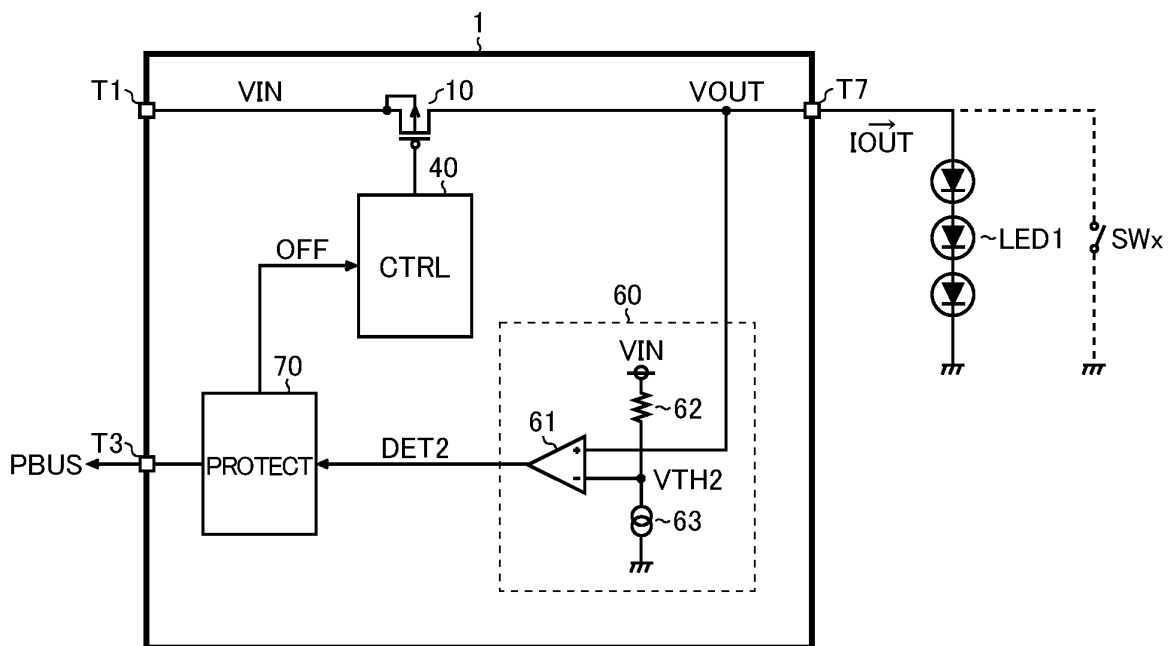 1
T1
VIN
10
VOUT
T7
IOUT
40
OFF
CTRL
~LED1
SWx
60
VIN
70
61
~62
T3
PBUS
PROTECT
DET2
+
-
VTH2
~63